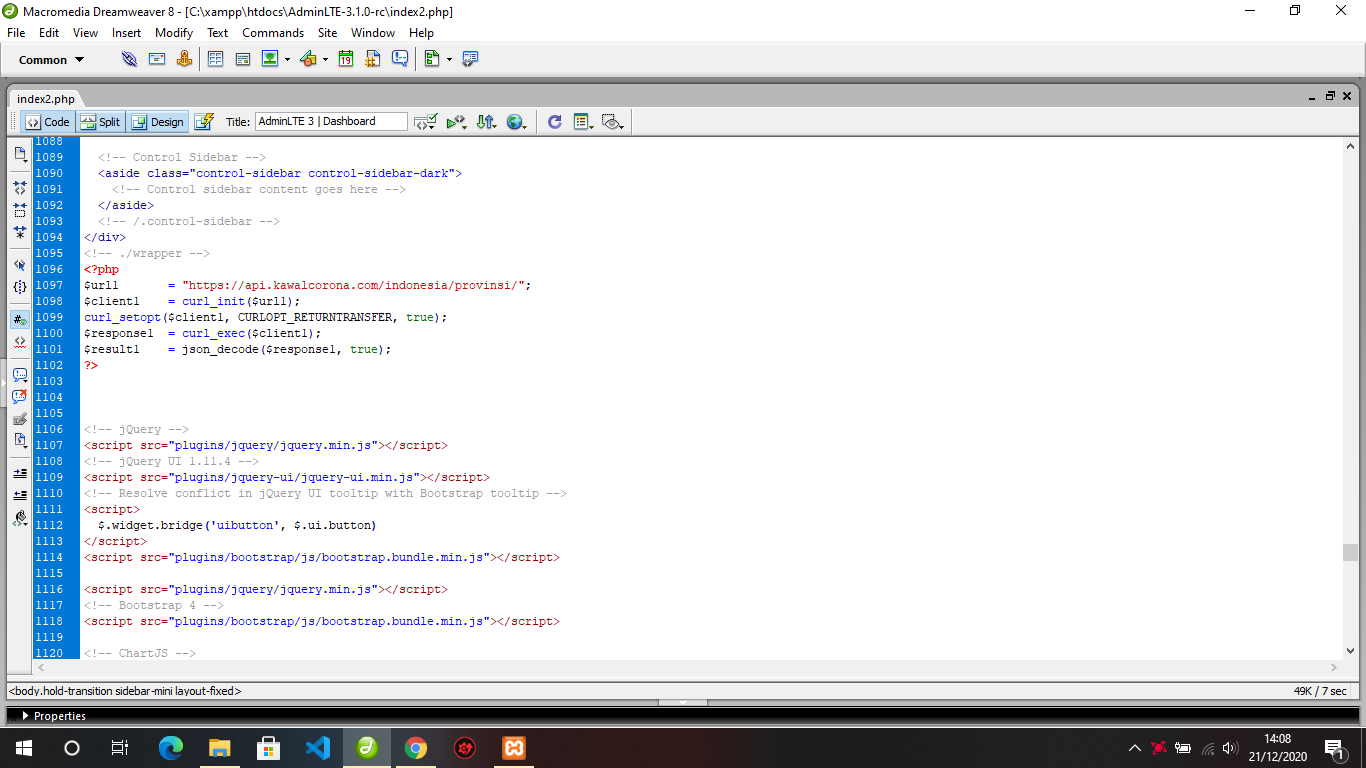 Macromedia Dreamweaver 8 - [C:\xampp\htdocs\AdminLTE-3.1.0-rc\index2.php]
File Edit View Insert Modify Text Commands Site Window Help
Common
19
index2.php
Code Split Design Title: AdminLTE 3 | Dashboard
1088
1089 <!-- Control Sidebar -->
1090 <aside class="control-sidebar control-sidebar-dark">
1091 <!-- Control sidebar content goes here -->
1092 </aside>
1093 <!-- /.control-sidebar -->
1094 </div>
1095 <!-- ./wrapper -->
1096 <?php
1097 $url1 = "https://api.kawalcorona.com/indonesia/provinsi/";
1098 $client1 = curl_init($url1);
1099 curl_setopt($client1, CURLOPT_RETURNTRANSFER, true);
1100 $response1 = curl_exec($client1);
1101 $result1 = json_decode($response1, true);
1102 ?>
1103
1104
1105
1106 <!-- jQuery -->
1107 <script src="plugins/jquery/jquery.min.js"></script>
1108 <!-- jQuery UI 1.11.4 -->
1109 <script src="plugins/jquery-ui/jquery-ui.min.js"></script>
1110 <!-- Resolve conflict in jQuery UI tooltip with Bootstrap tooltip -->
1111 <script>
1112 $.widget.bridge('uibutton', $.ui.button)
1113 </script>
1114 <script src="plugins/bootstrap/js/bootstrap.bundle.min.js"></script>
1115
1116 <script src="plugins/jquery/jquery.min.js"></script>
1117 <!-- Bootstrap 4 -->
1118 <script src="plugins/bootstrap/js/bootstrap.bundle.min.js"></script>
1119
1120 <!-- ChartJS -->
<body.hold-transition sidebar-mini layout-fixed> 49K / 7 sec
Properties
14:08
21/12/2020
1